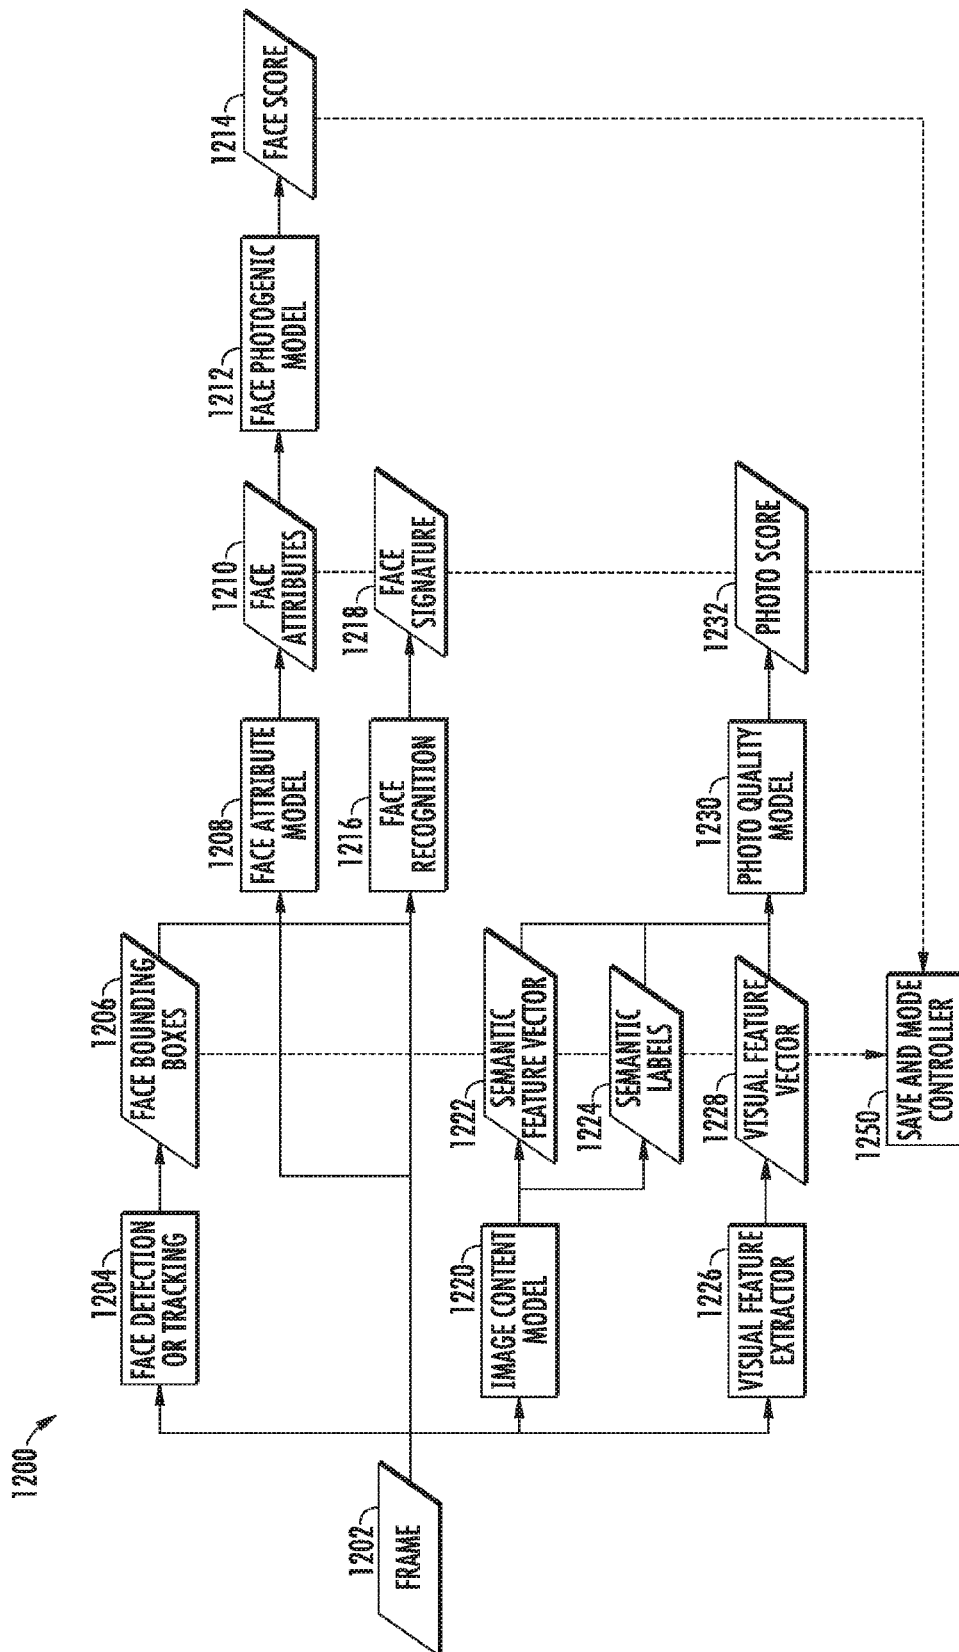 1200
1202
FRAME
1204
FACE DETECTION
OR TRACKING
1206
FACE BOUNDING
BOXES
1208
FACE ATTRIBUTE
MODEL
1210
FACE
ATTRIBUTES
1212
FACE PHOTOGENIC
MODEL
1214
FACE SCORE
1216
FACE
RECOGNITION
1218
FACE
SIGNATURE
1220
IMAGE CONTENT
MODEL
1222
SEMANTIC
FEATURE VECTOR
1224
SEMANTIC
LABELS
1226
VISUAL FEATURE
EXTRACTOR
1228
VISUAL FEATURE
VECTOR
1230
PHOTO QUALITY
MODEL
1232
PHOTO SCORE
1250
SAVE AND MODE
CONTROLLER